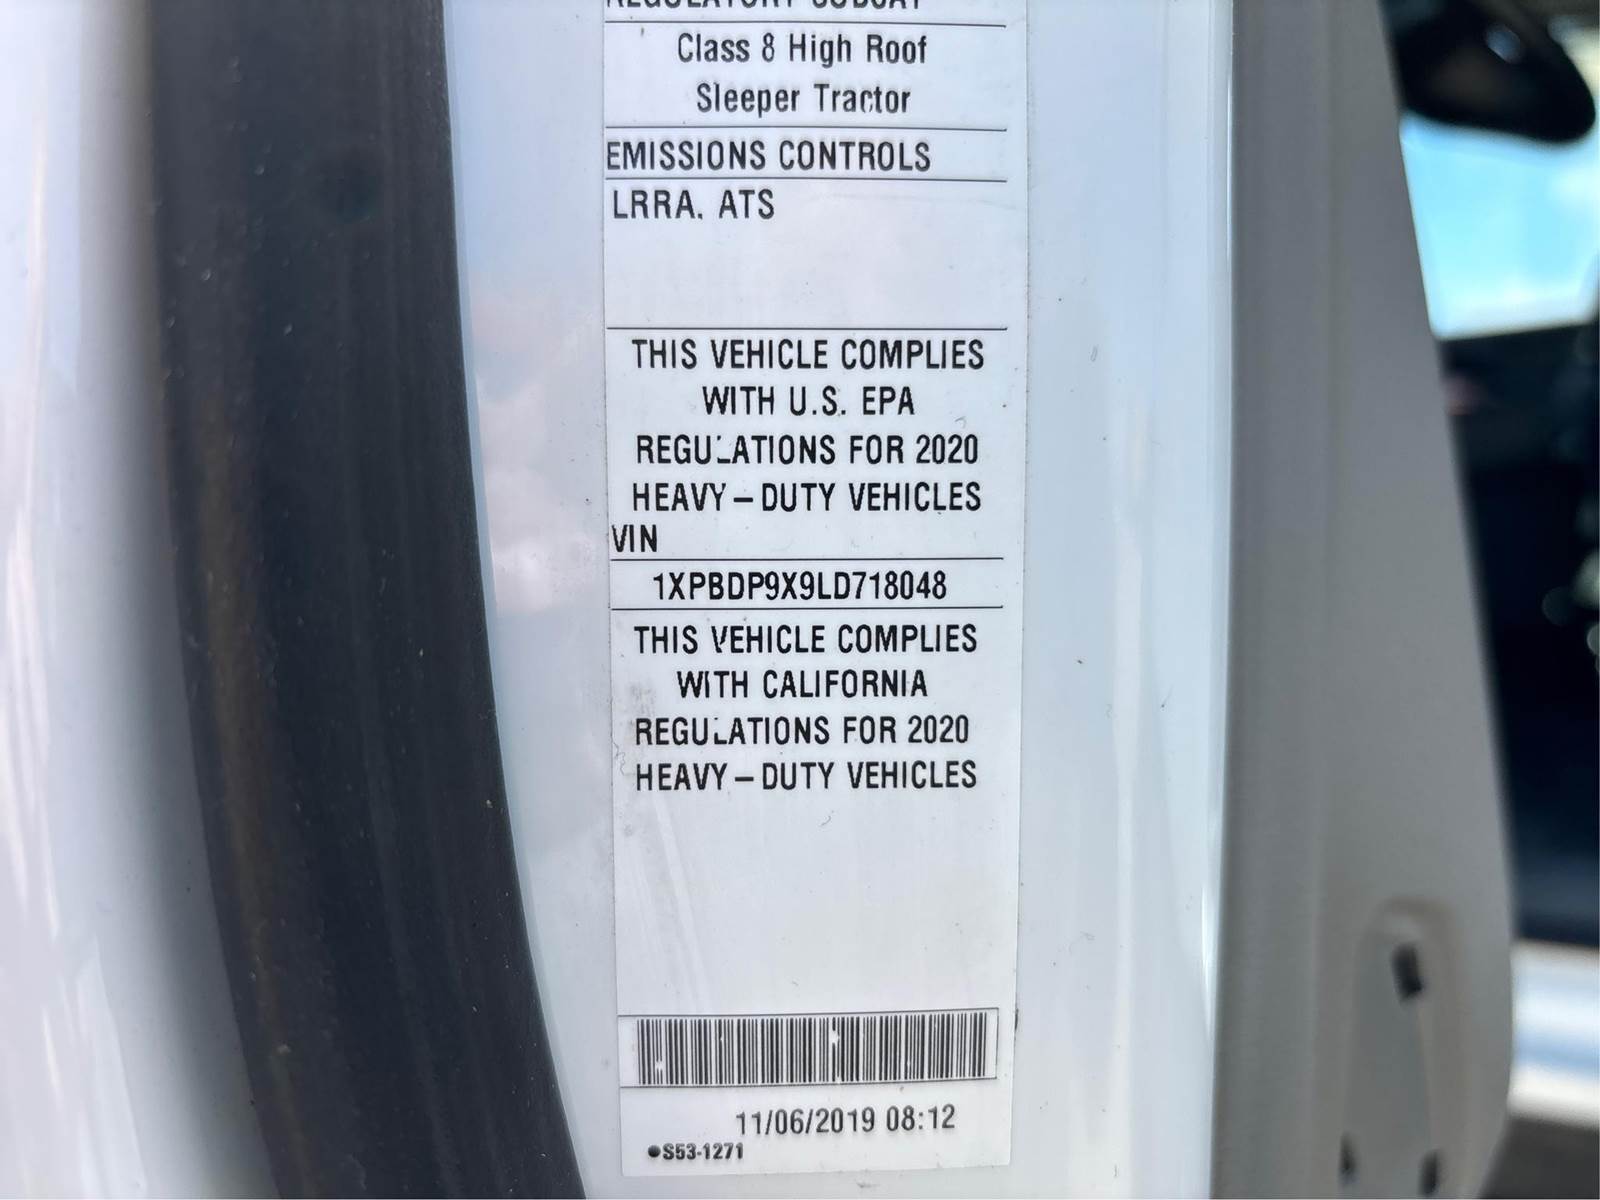 REGULATORY SUBCAT
Class 8 High Roof
Sleeper Tractor
EMISSIONS CONTROLS
LRRA, ATS
THIS VEHICLE COMPLIES
WITH U.S. EPA
REGULATIONS FOR 2020
HEAVY-DUTY VEHICLES
VIN
1XPBDP9X9LD718048
THIS VEHICLE COMPLIES
WITH CALIFORNIA
REGULATIONS FOR 2020
HEAVY-DUTY VEHICLES
11/06/2019 08:12
•S53-1271